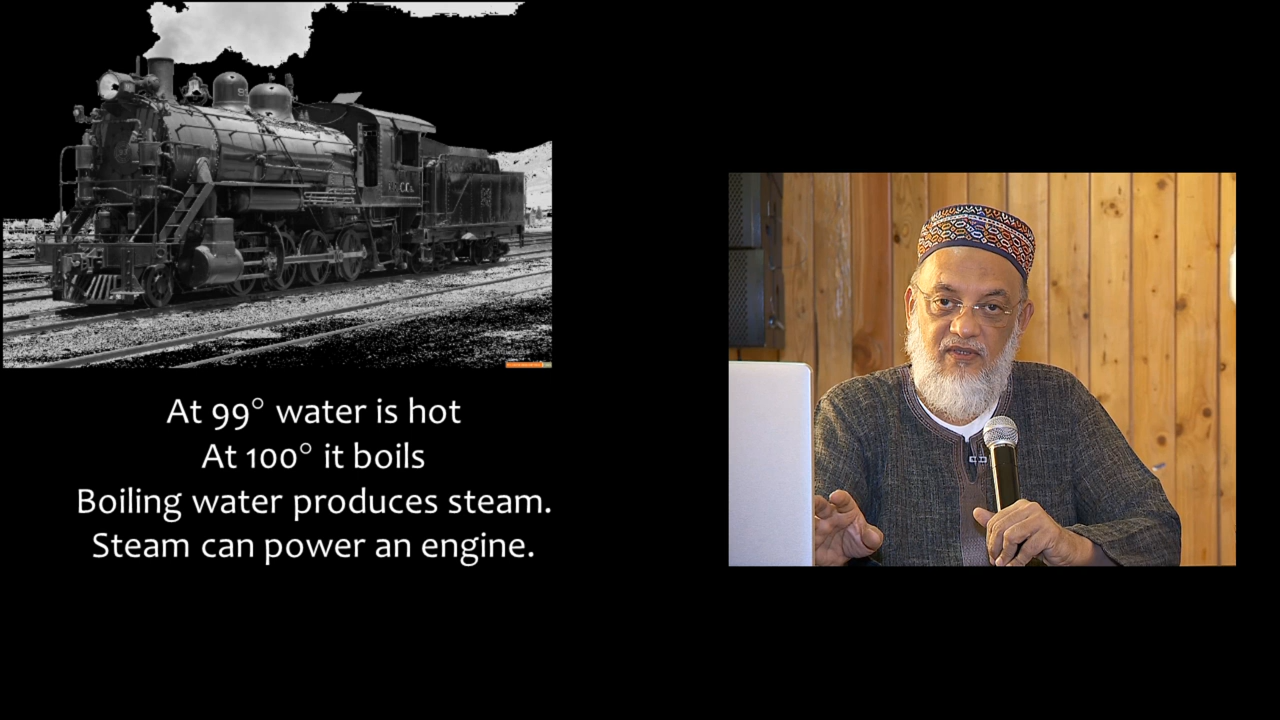 At 99° water is hot
At 100° it boils
Boiling water produces steam.
Steam can power an engine.